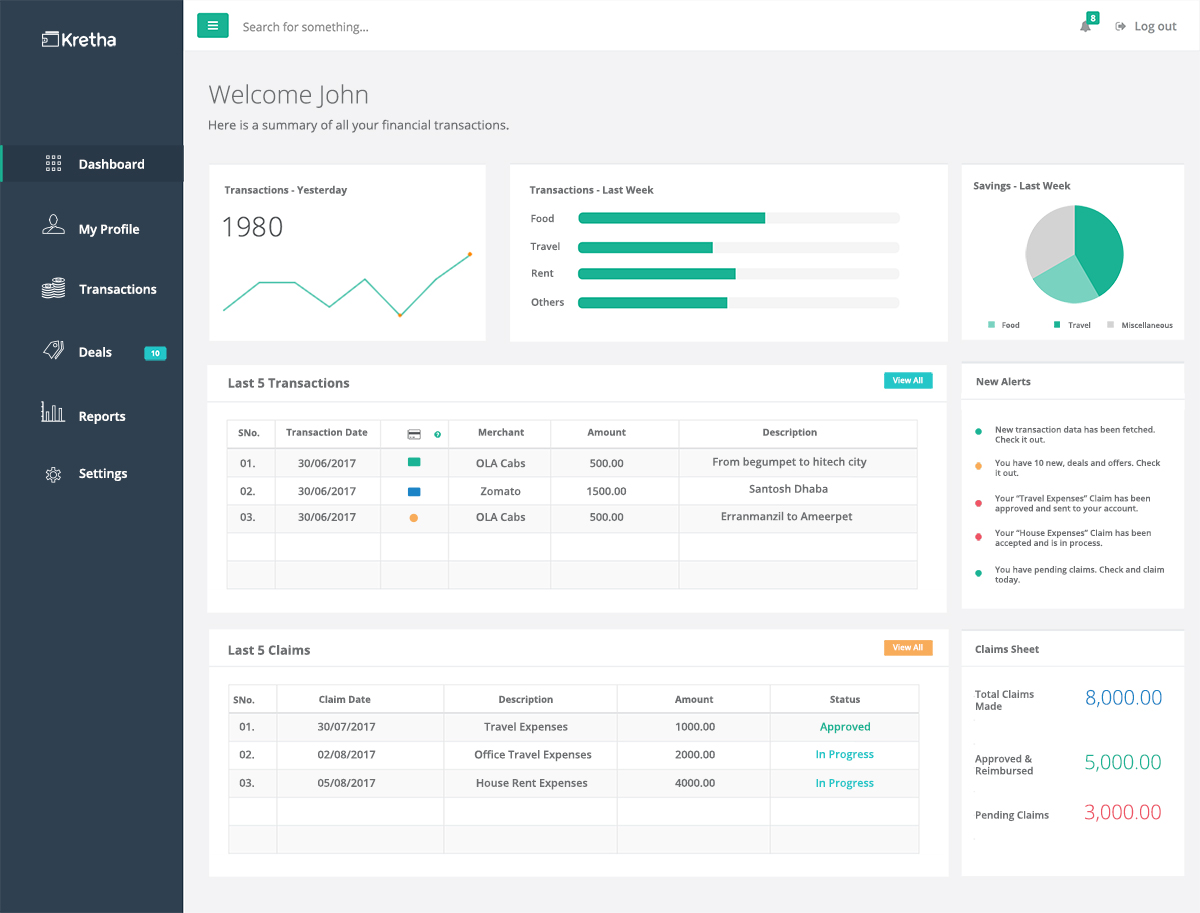 Kretha
Search for something...
8
Log out
Welcome John
Here is a summary of all your financial transactions.
Dashboard
My Profile
Transactions
Deals
10
Reports
Settings
Transactions - Yesterday
1980
Transactions - Last Week
Food
Travel
Rent
Others
Savings - Last Week
Food Travel Miscellaneous
Last 5 Transactions
View All
SNo. Transaction Date ? Merchant Amount Description
01. 30/06/2017 OLA Cabs 500.00 From begumpet to hitech city
02. 30/06/2017 Zomato 1500.00 Santosh Dhaba
03. 30/06/2017 OLA Cabs 500.00 Erranmanzil to Ameerpet
New Alerts
New transaction data has been fetched.
Check it out.
You have 10 new, deals and offers. Check
it out.
Your “Travel Expenses” Claim has been
approved and sent to your account.
Your “House Expenses” Claim has been
accepted and is in process.
You have pending claims. Check and claim
today.
Last 5 Claims
View All
SNo. Claim Date Description Amount Status
01. 30/07/2017 Travel Expenses 1000.00 Approved
02. 02/08/2017 Office Travel Expenses 2000.00 In Progress
03. 05/08/2017 House Rent Expenses 4000.00 In Progress
Claims Sheet
Total Claims
Made
8,000.00
Approved &
Reimbursed
5,000.00
Pending Claims
3,000.00